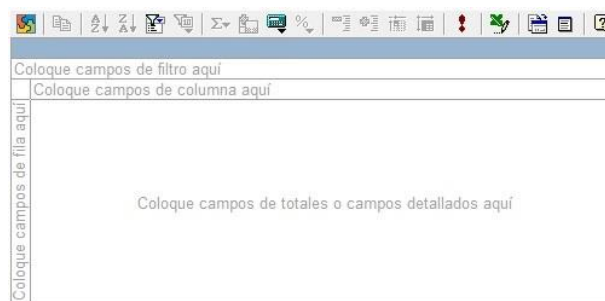 Coloque campos de filtro aquí
Coloque campos de columna aquí
Coloque campos de fila aquí
Coloque campos de totales o campos detallados aquí